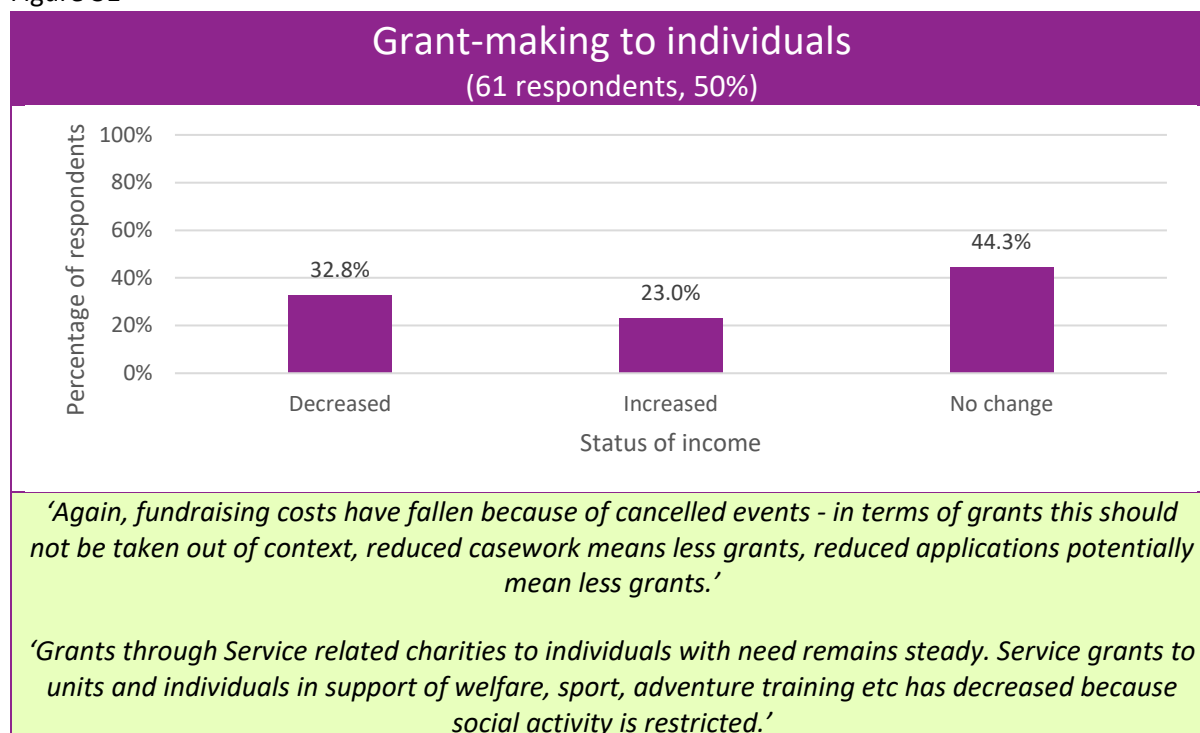 Grant-making to individuals
(61 respondents, 50%)
Percentage of respondents
100%
80%
60%
40%
20%
0%
32.8%
23.0%
44.3%
Decreased
Increased
No change
Status of income
‘Again, fundraising costs have fallen because of cancelled events - in terms of grants this should
not be taken out of context, reduced casework means less grants, reduced applications potentially
mean less grants.’
‘Grants through Service related charities to individuals with need remains steady. Service grants to
units and individuals in support of welfare, sport, adventure training etc has decreased because
social activity is restricted.’